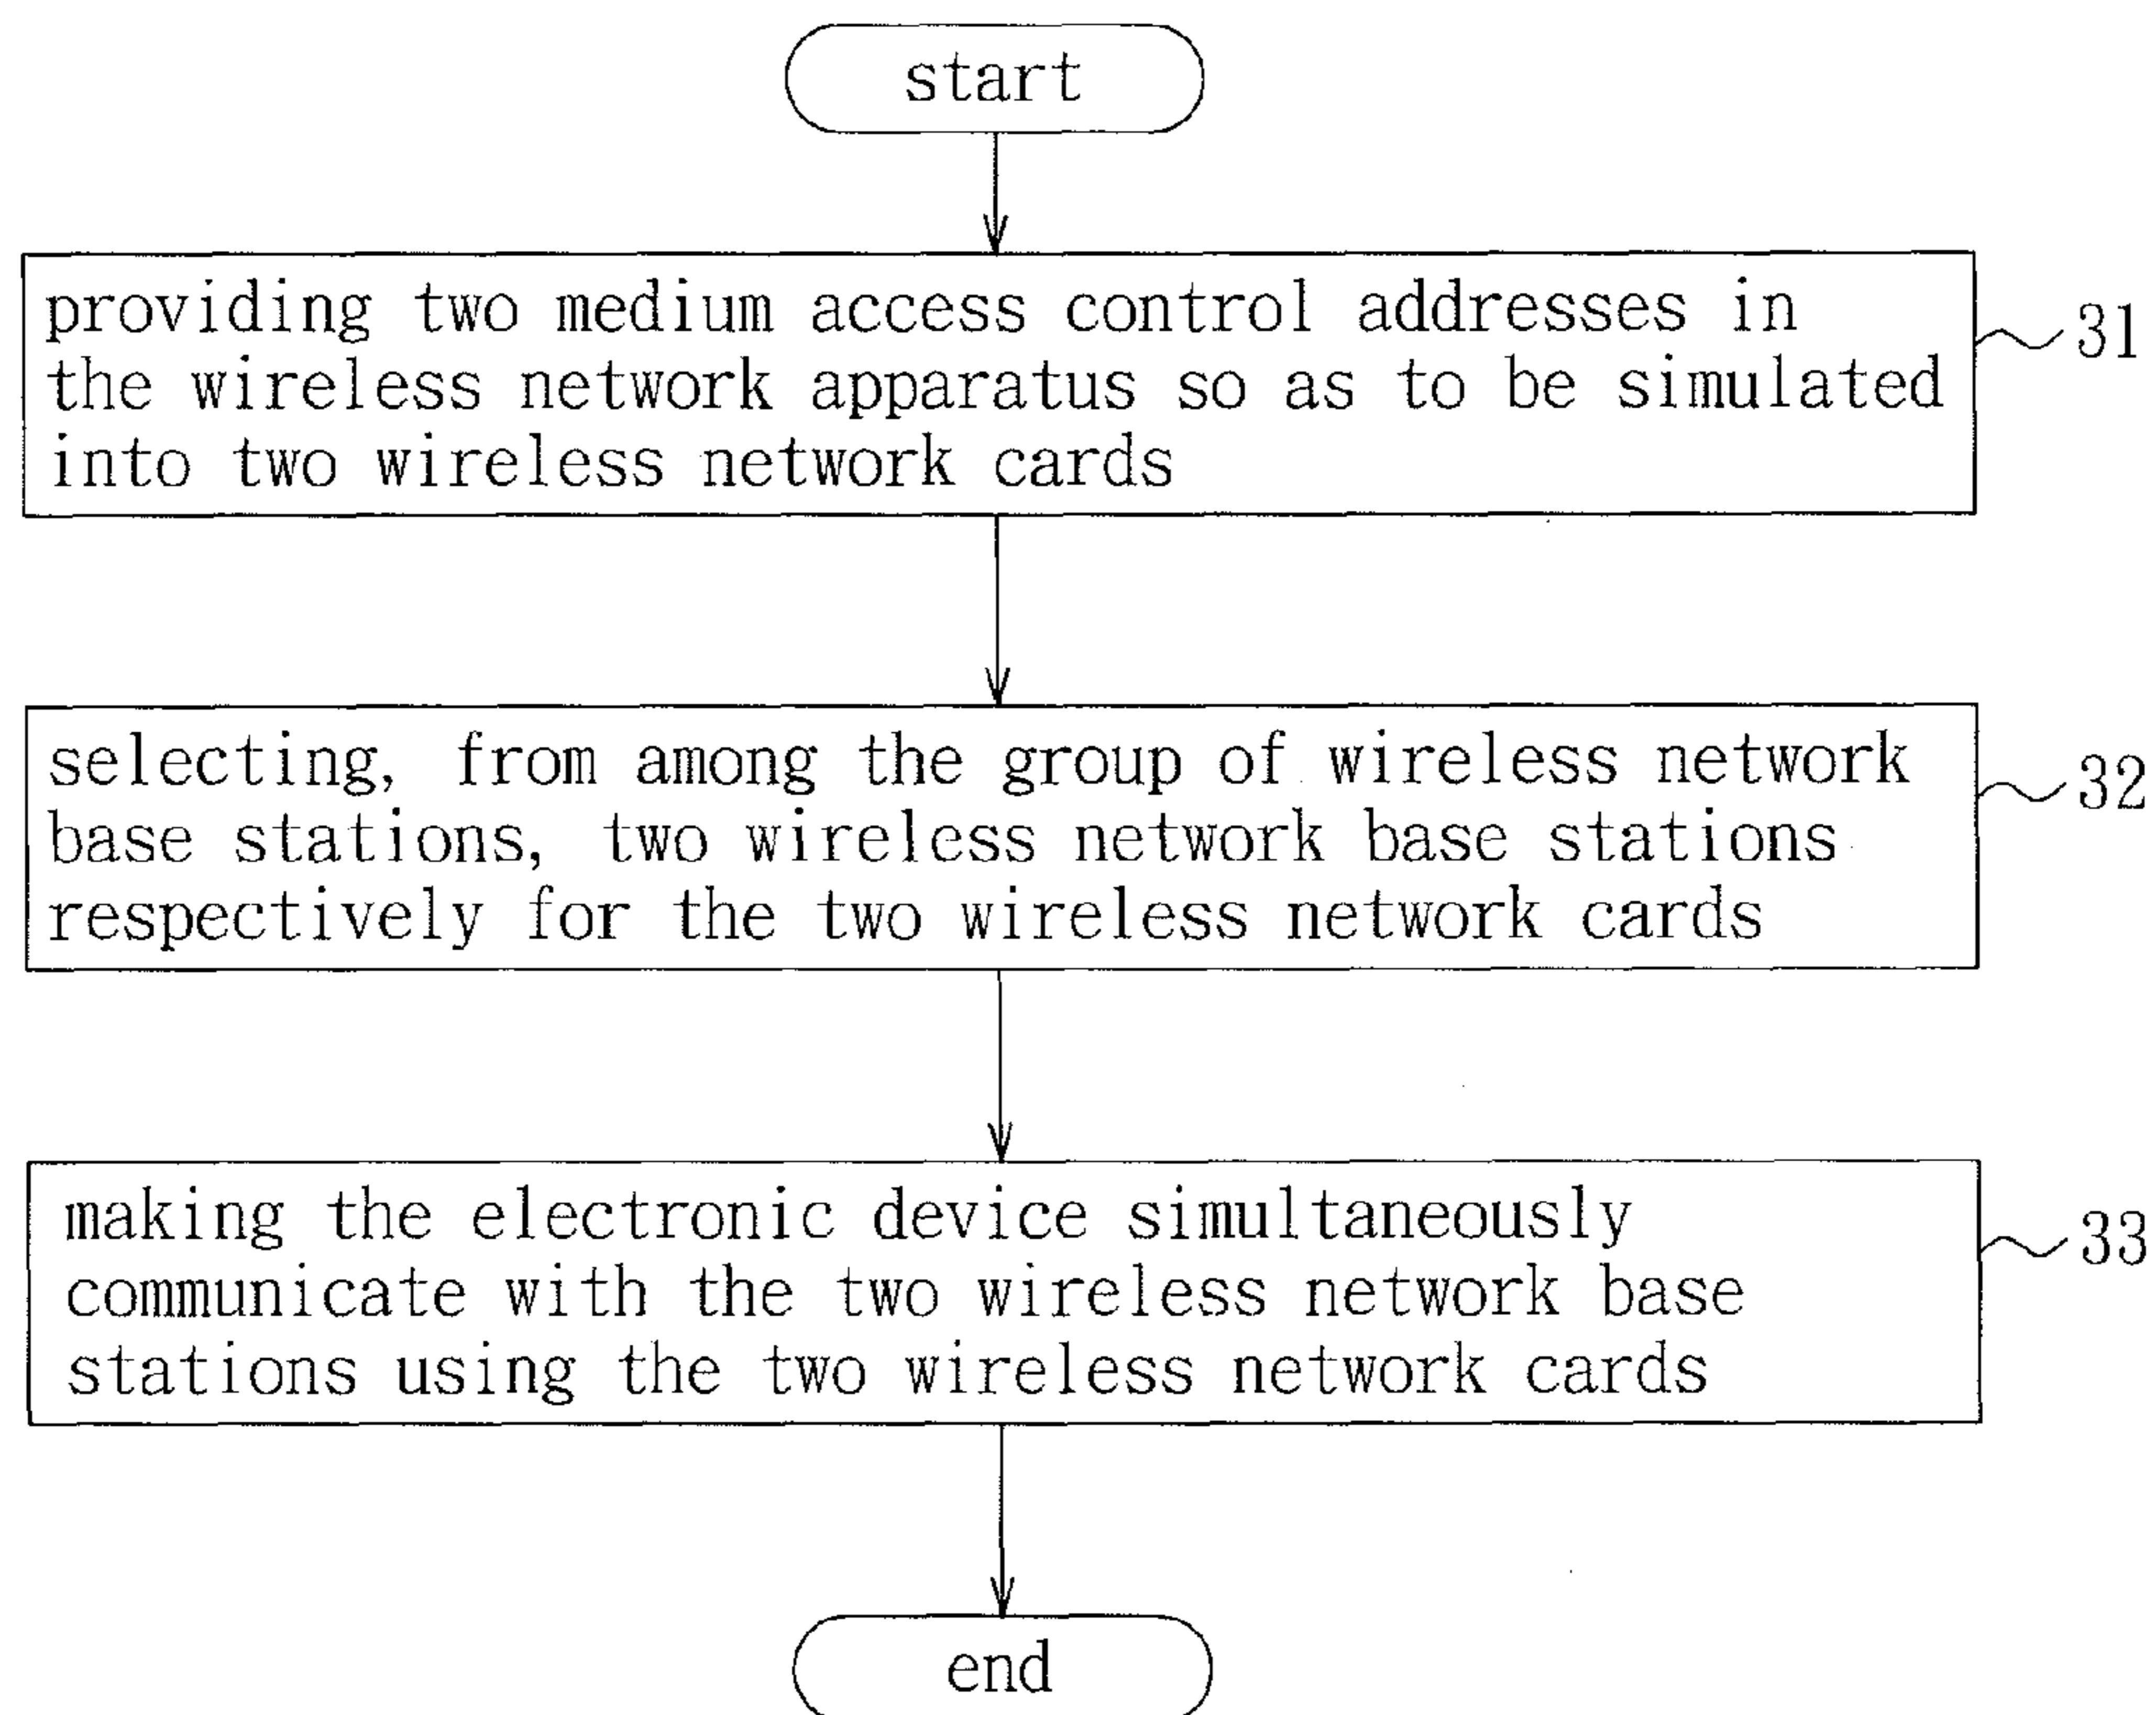 start
providing two medium access control addresses in
the wireless network apparatus so as to be simulated
into two wireless network cards
31
selecting, from among the group of wireless network
base stations, two wireless network base stations
respectively for the two wireless network cards
32
making the electronic device simultaneously
communicate with the two wireless network base
stations using the two wireless network cards
33
end